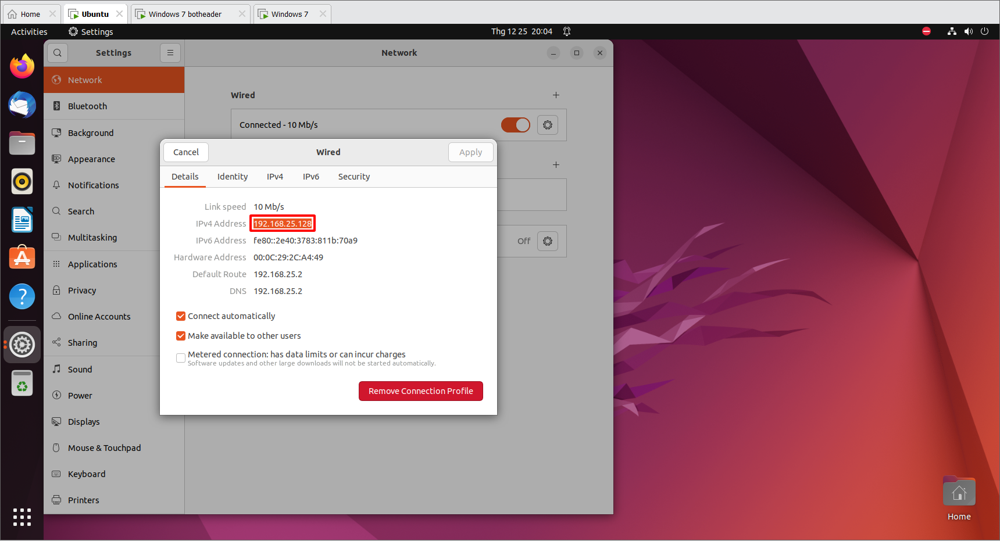 Home
Ubuntu
Windows 7 botheader
Windows 7
Activities
Settings
Thg 12 25 20:04
Settings
Network
Network
Bluetooth
Background
Appearance
Notifications
Search
Multitasking
Applications
Privacy
Online Accounts
Sharing
Sound
Power
Displays
Mouse & Touchpad
Keyboard
Printers
Wired
Connected - 10 Mb/s
Off
Cancel
Wired
Apply
Details
Identity
IPv4
IPv6
Security
Link speed 10 Mb/s
IPv4 Address 192.168.25.128
IPv6 Address fe80::2e40:3783:811b:70a9
Hardware Address 00:0C:29:2C:A4:49
Default Route 192.168.25.2
DNS 192.168.25.2
Connect automatically
Make available to other users
Metered connection: has data limits or can incur charges
Software updates and other large downloads will not be started automatically.
Remove Connection Profile
Home